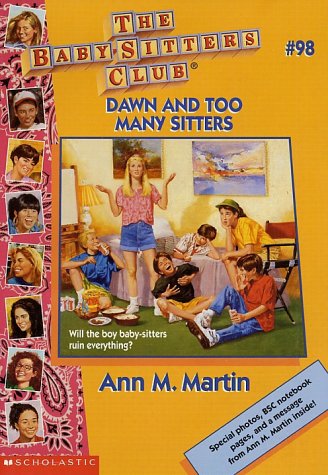 THE
BABY-SITTERS
CLUB®
#98
DAWN AND TOO
MANY SITTERS
Will the boy baby-sitters
ruin everything?
Ann M. Martin
Special photos, BSC notebook
pages, and a message
from Ann M. Martin inside!
SCHOLASTIC